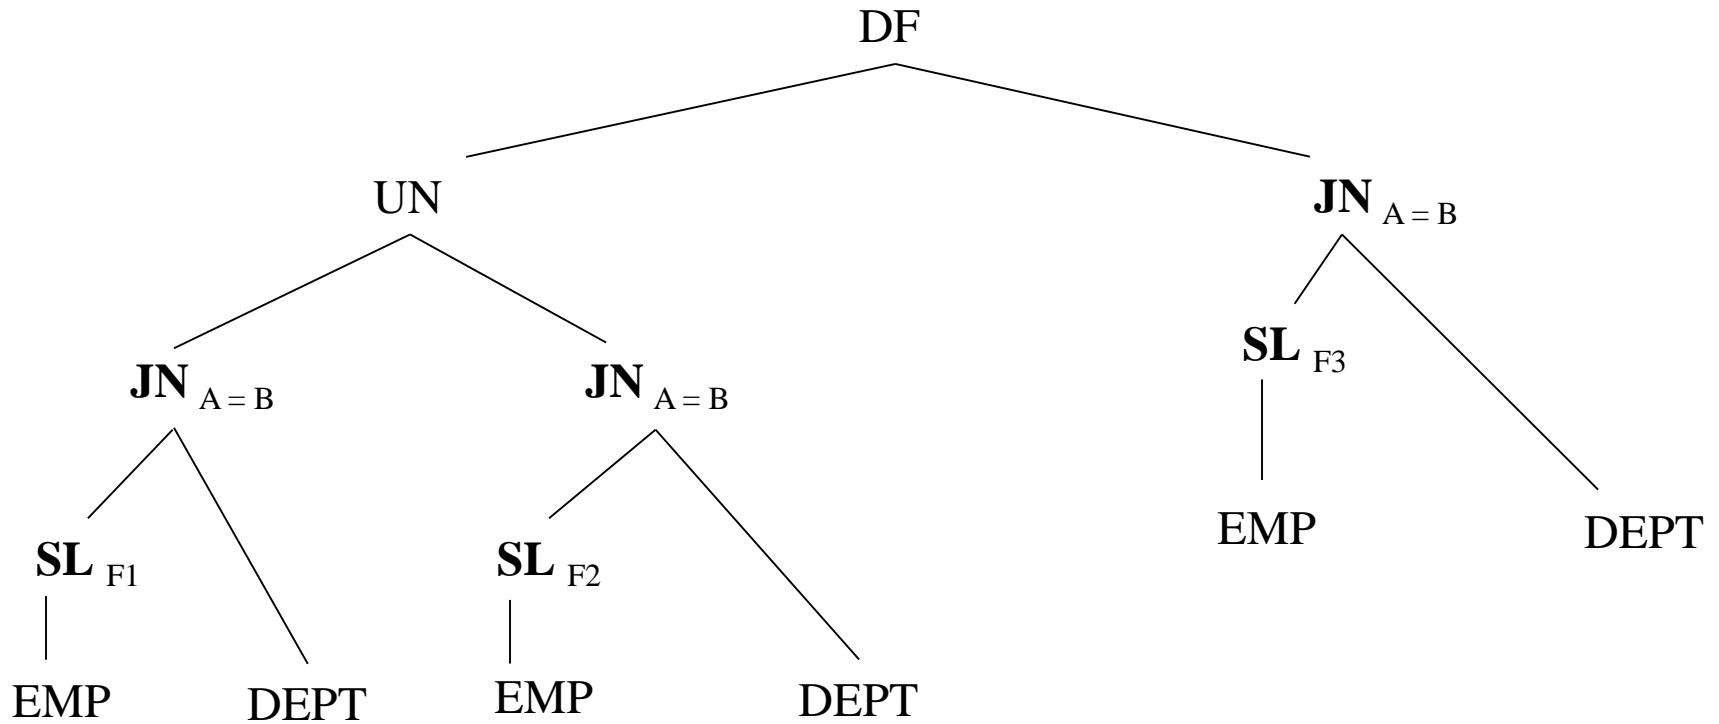 DF
UN
JN A = B
JN A = B
JN A = B
SL F3
SL F1
SL F2
EMP
DEPT
EMP
DEPT
EMP
DEPT